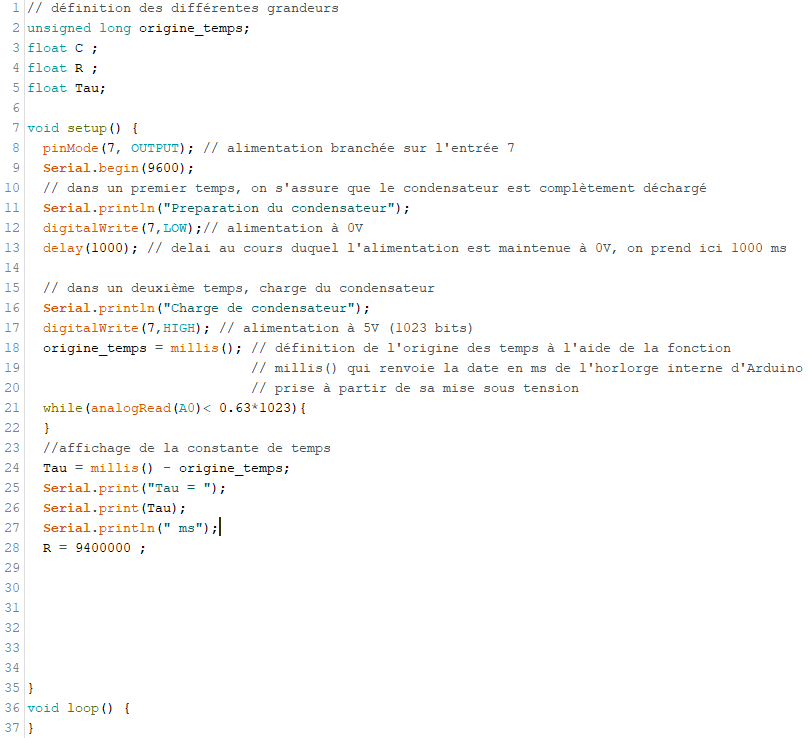 1 // définition des différentes grandeurs
2 unsigned long origine_temps;
3 float C ;
4 float R ;
5 float Tau;
6
7 void setup() {
8   pinMode(7, OUTPUT); // alimentation branchée sur l'entrée 7
9   Serial.begin(9600);
10   // dans un premier temps, on s'assure que le condensateur est complètement déchargé
11   Serial.println("Preparation du condensateur");
12   digitalWrite(7,LOW);// alimentation à 0V
13   delay(1000); // delai au cours duquel l'alimentation est maintenue à 0V, on prend ici 1000 ms
14
15   // dans un deuxième temps, charge du condensateur
16   Serial.println("Charge de condensateur");
17   digitalWrite(7,HIGH); // alimentation à 5V (1023 bits)
18   origine_temps = millis(); // définition de l'origine des temps à l'aide de la fonction
19                             // millis() qui renvoie la date en ms de l'horlorge interne d'Arduino
20                             // prise à partir de sa mise sous tension
21   while(analogRead(A0)< 0.63*1023){
22   }
23   //affichage de la constante de temps
24   Tau = millis() - origine_temps;
25   Serial.print("Tau = ");
26   Serial.print(Tau);
27   Serial.println(" ms");
28   R = 9400000 ;
29
30
31
32
33
34
35 }
36 void loop() {
37 }